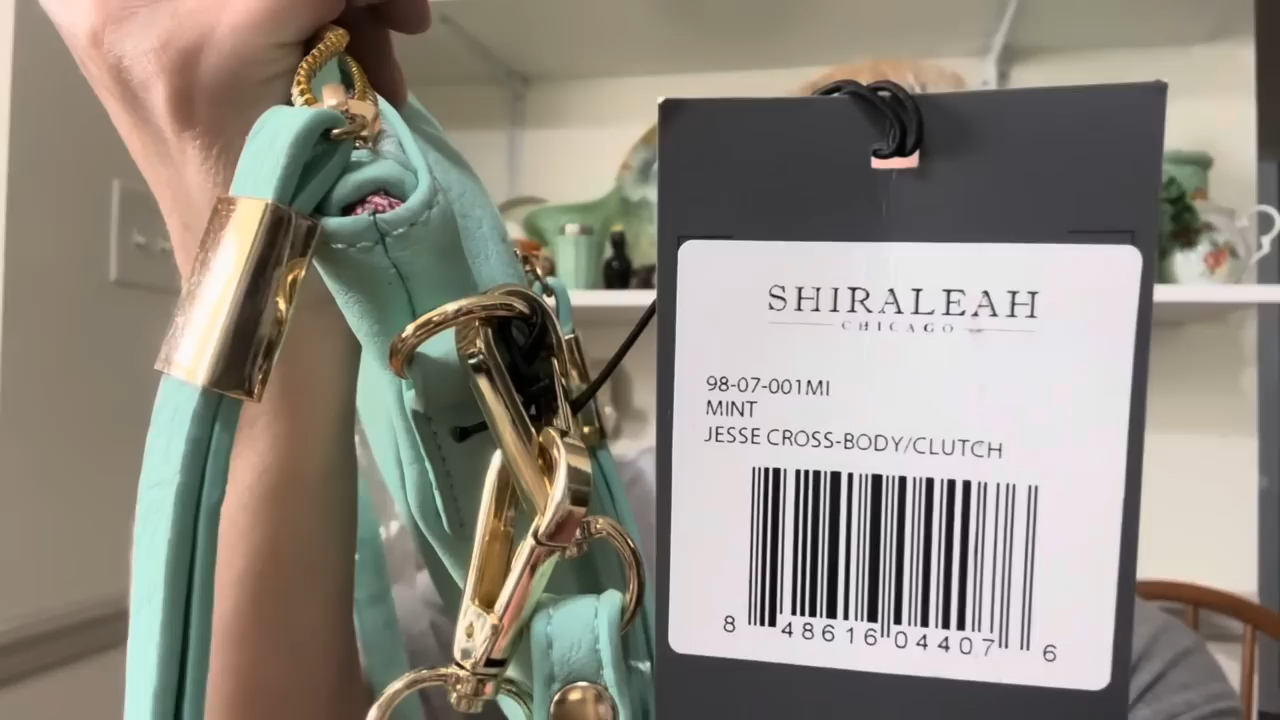 SHIRALEAH
CHICAGO
98-07-001MI
MINT
JESSE CROSS-BODY/CLUTCH
8 48616 04407 6